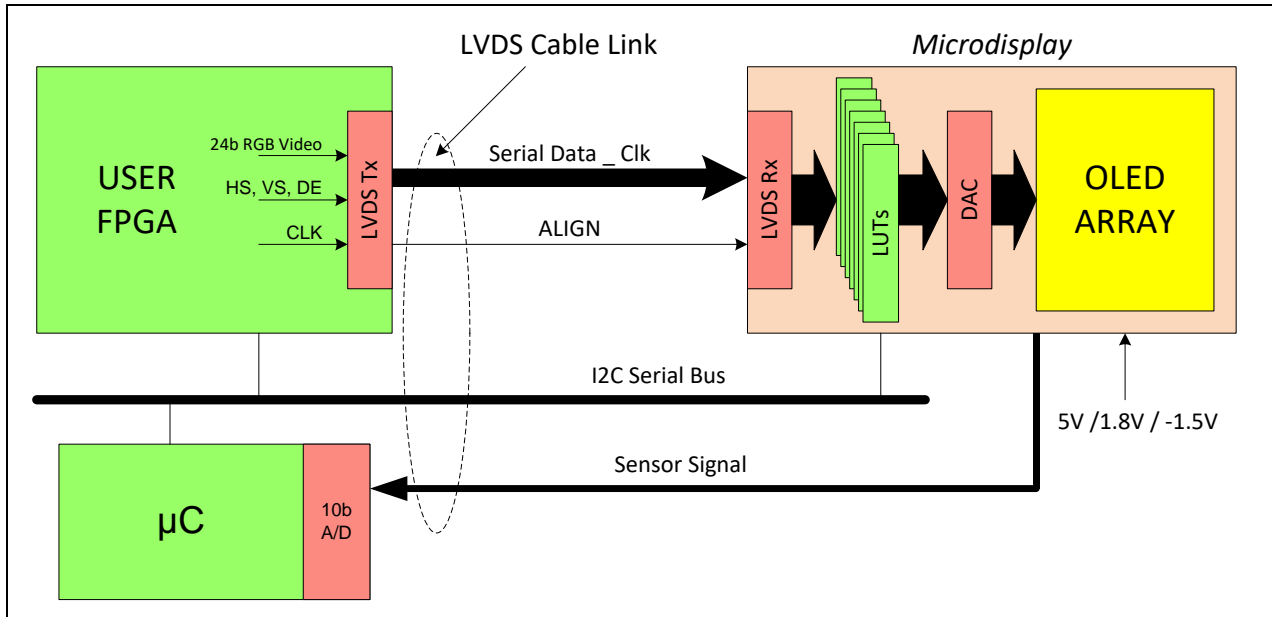 LVDS Cable Link
Microdisplay
USER
FPGA
24b RGB Video
HS, VS, DE
CLK
LVDS Tx
Serial Data _ Clk
ALIGN
LVDS Rx
LUTs
DAC
OLED
ARRAY
I2C Serial Bus
5V /1.8V / -1.5V
Sensor Signal
µC
10b
A/D